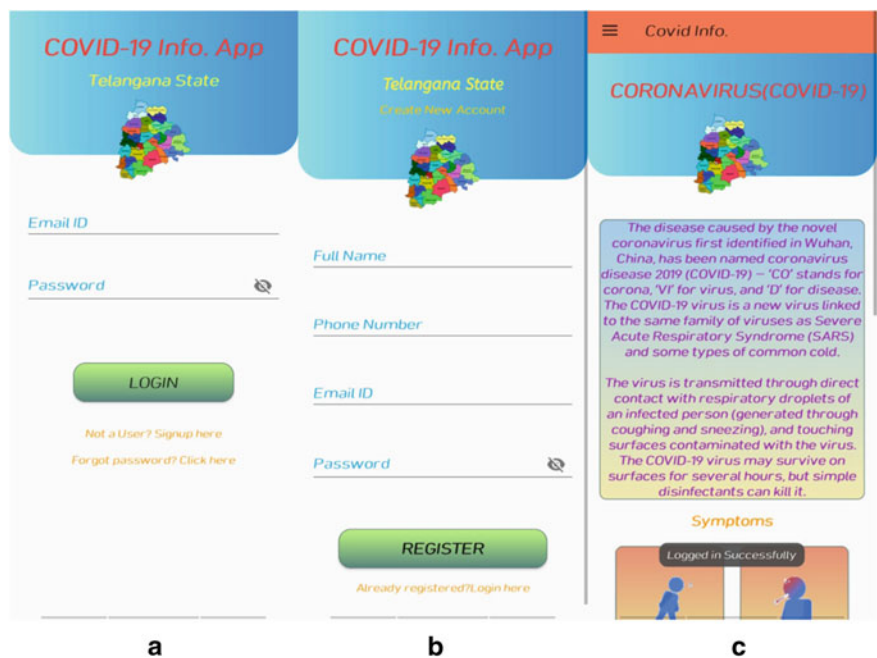 COVID-19 Info. App
Telangana State
Email ID
Password
LOGIN
Not a User? Signup here
Forgot password? Click here
a
COVID-19 Info. App
Telangana State
Create New Account
Full Name
Phone Number
Email ID
Password
REGISTER
Already registered?Login here
b
Covid Info.
CORONAVIRUS(COVID-19)
The disease caused by the novel
coronavirus first identified in Wuhan,
China, has been named coronavirus
disease 2019 (COVID-19) – ‘CO’ stands for
corona, ‘VI’ for virus, and ‘D’ for disease.
The COVID-19 virus is a new virus linked
to the same family of viruses as Severe
Acute Respiratory Syndrome (SARS)
and some types of common cold.
The virus is transmitted through direct
contact with respiratory droplets of
an infected person (generated through
coughing and sneezing), and touching
surfaces contaminated with the virus.
The COVID-19 virus may survive on
surfaces for several hours, but simple
disinfectants can kill it.
Symptoms
Logged in Successfully
c